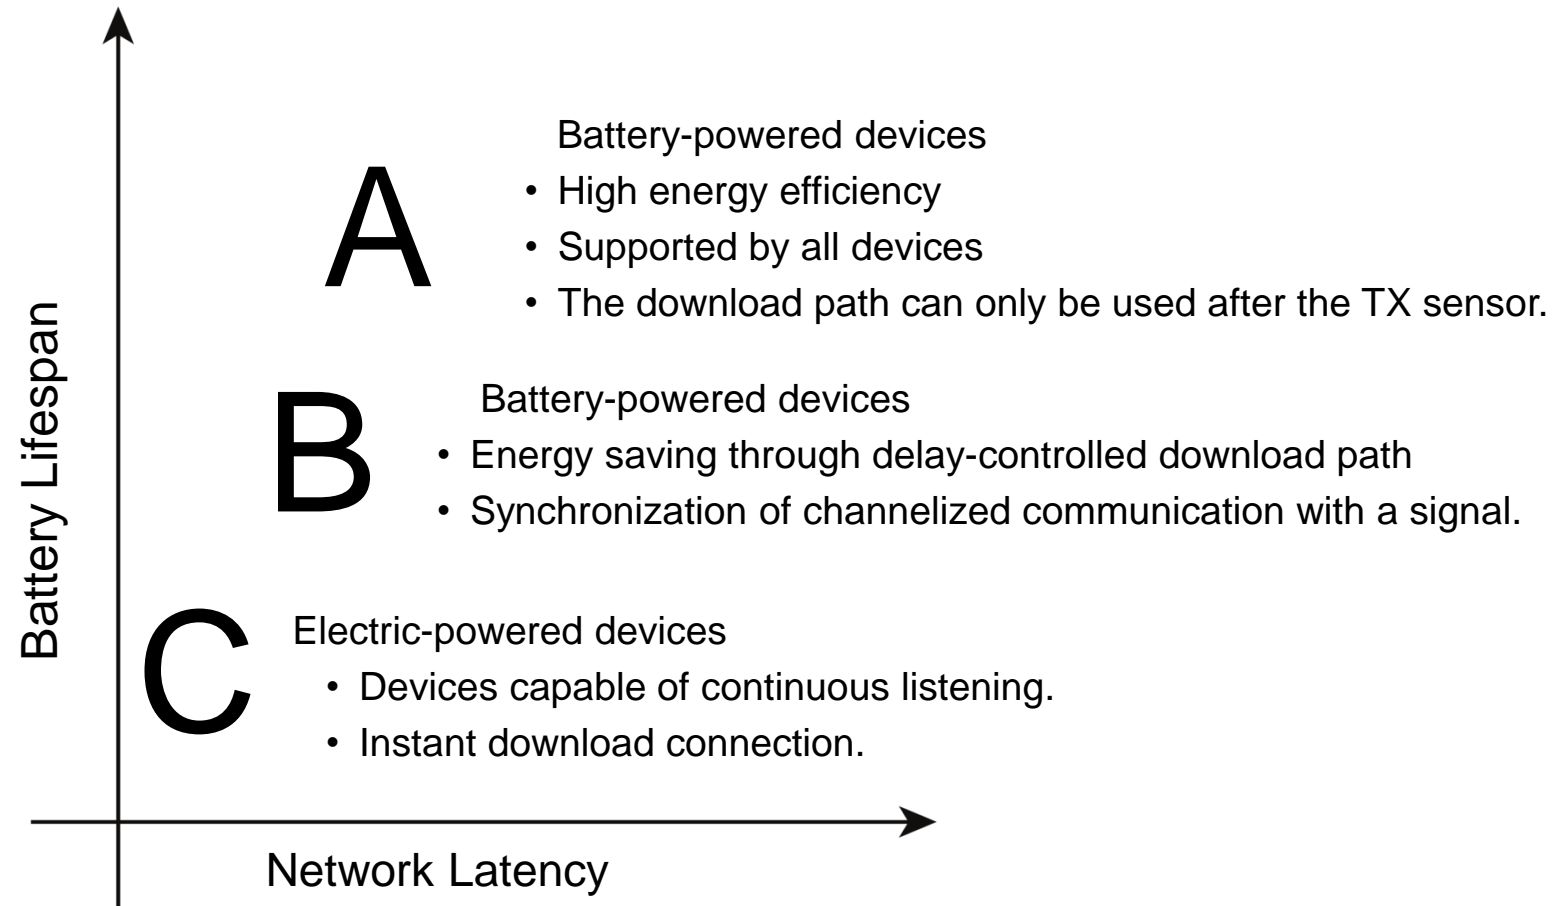 Battery Lifespan
A
Battery-powered devices
• High energy efficiency
• Supported by all devices
• The download path can only be used after the TX sensor.
B
Battery-powered devices
• Energy saving through delay-controlled download path
• Synchronization of channelized communication with a signal.
C
Electric-powered devices
• Devices capable of continuous listening.
• Instant download connection.
Network Latency